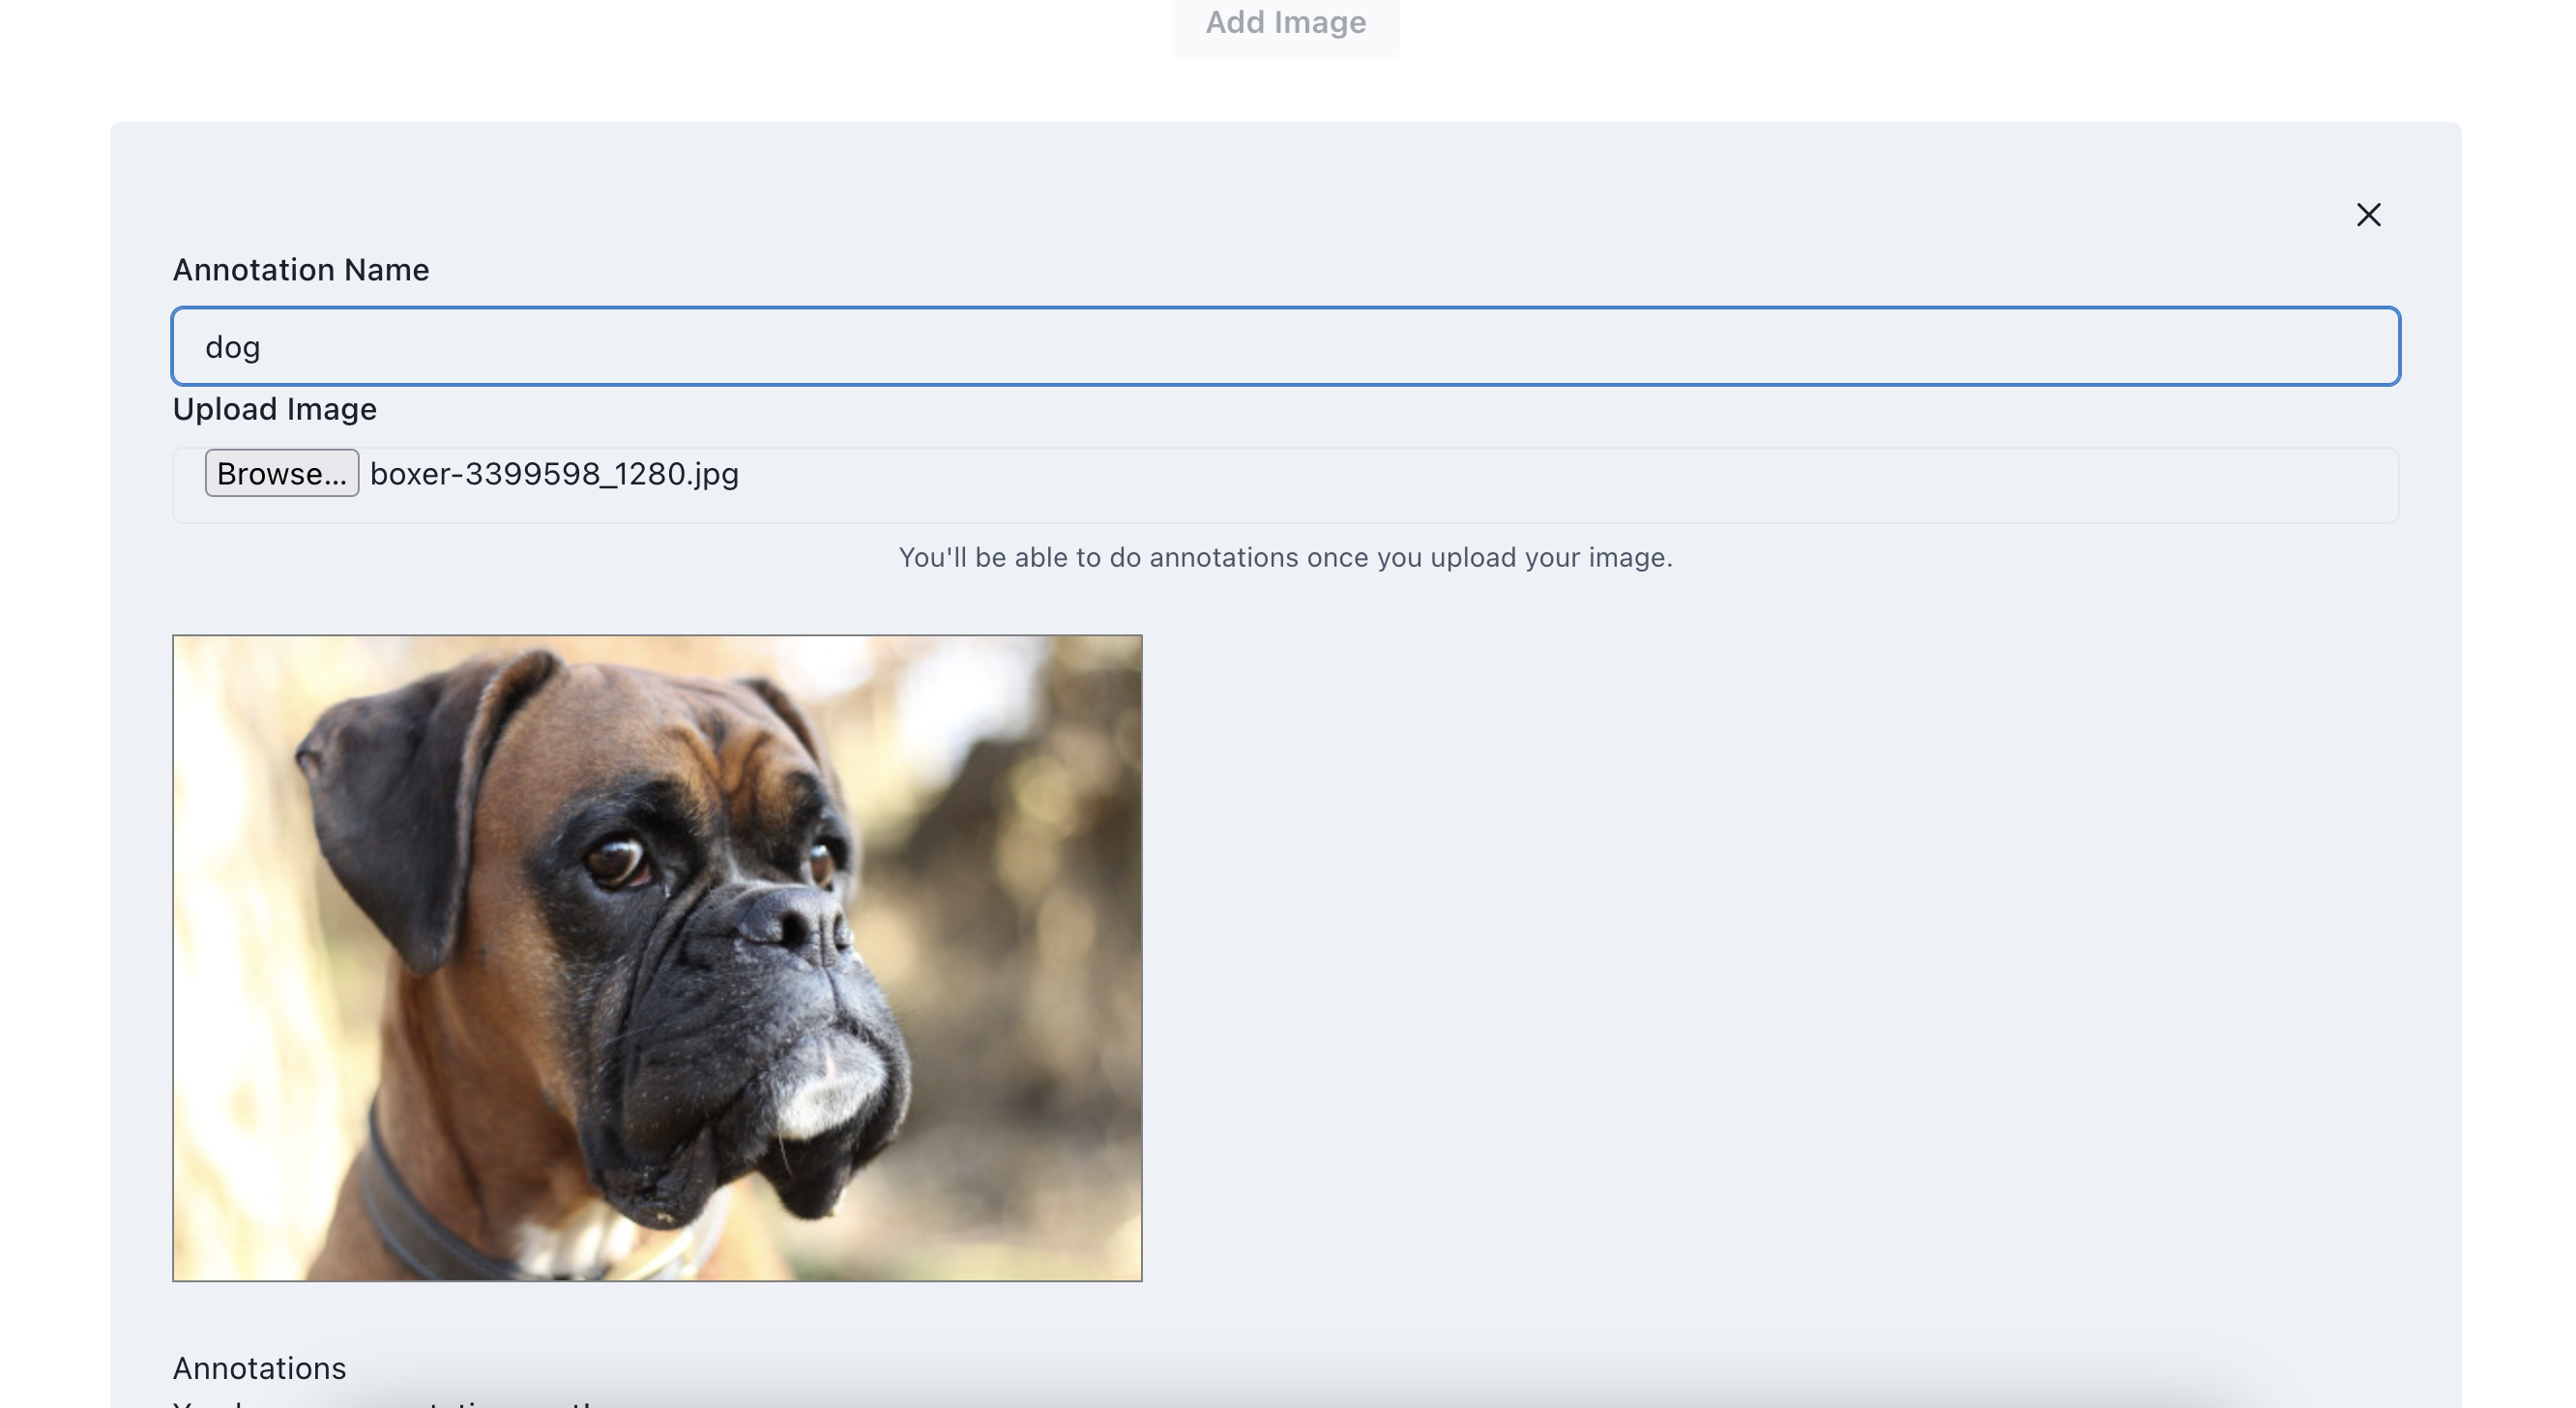 Add Image
Annotation Name
dog
Upload Image
Browse... boxer-3399598_1280.jpg
You'll be able to do annotations once you upload your image.
Annotations